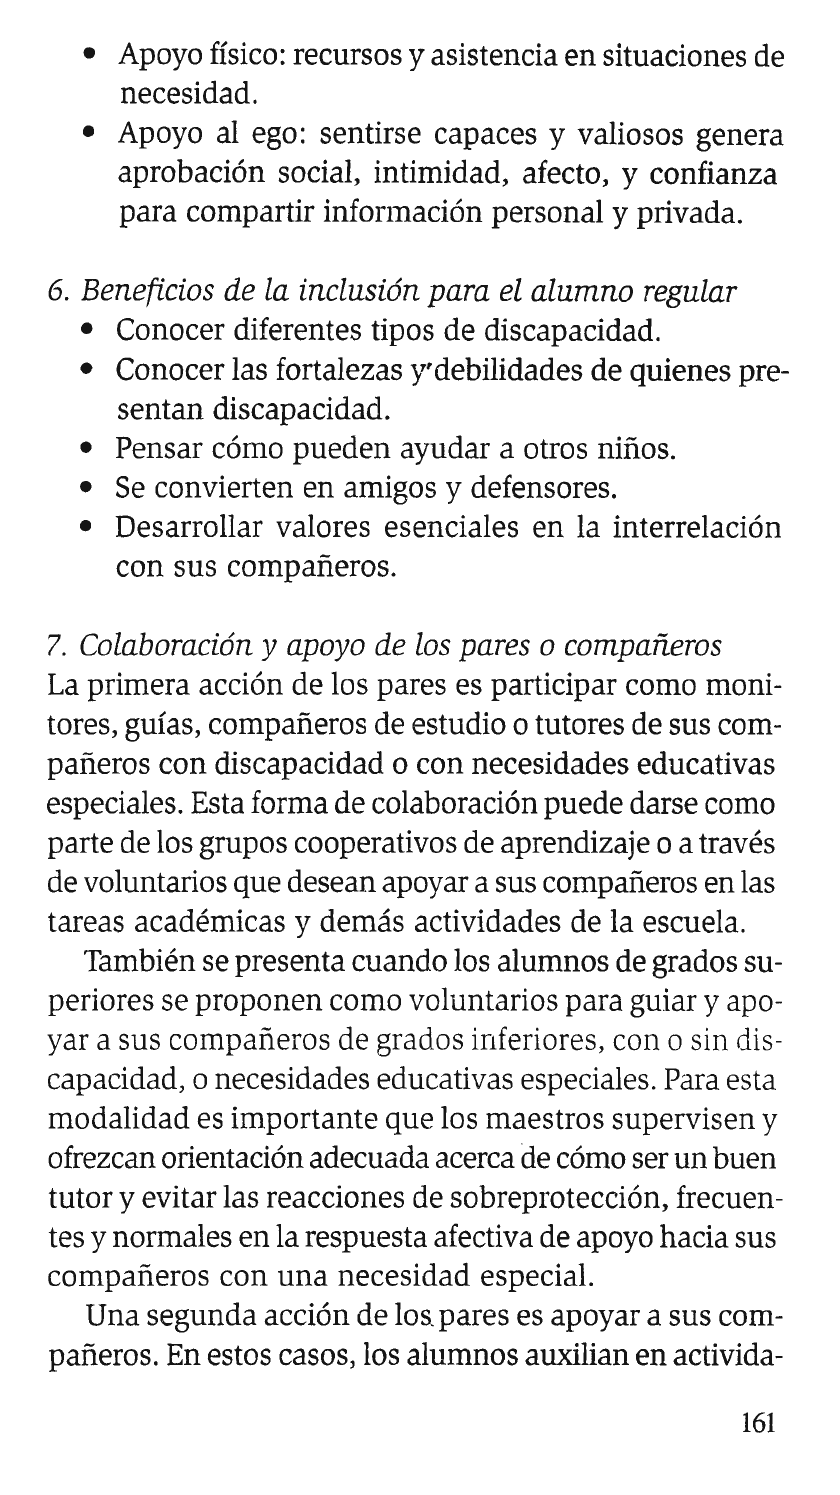 • Apoyo físico: recursos y asistencia en situaciones de
necesidad.
• Apoyo al ego: sentirse capaces y valiosos genera
aprobación social, intimidad, afecto, y confianza
para compartir información personal y privada.
6. Beneficios de la inclusión para el alumno regular
• Conocer diferentes tipos de discapacidad.
• Conocer las fortalezas y debilidades de quienes pre-
sentan discapacidad.
• Pensar cómo pueden ayudar a otros niños.
• Se convierten en amigos y defensores.
• Desarrollar valores esenciales en la interrelación
con sus compañeros.
7. Colaboración y apoyo de los pares o compañeros
La primera acción de los pares es participar como moni-
tores, guías, compañeros de estudio o tutores de sus com-
pañeros con discapacidad o con necesidades educativas
especiales. Esta forma de colaboración puede darse como
parte de los grupos cooperativos de aprendizaje o a través
de voluntarios que desean apoyar a sus compañeros en las
tareas académicas y demás actividades de la escuela.
También se presenta cuando los alumnos de grados su-
periores se proponen como voluntarios para guiar y apo-
yar a sus compañeros de grados inferiores, con o sin dis-
capacidad, o necesidades educativas especiales. Para esta
modalidad es importante que los maestros supervisen y
ofrezcan orientación adecuada acerca de cómo ser un buen
tutor y evitar las reacciones de sobreprotección, frecuen-
tes y normales en la respuesta afectiva de apoyo hacia sus
compañeros con una necesidad especial.
Una segunda acción de los pares es apoyar a sus com-
pañeros. En estos casos, los alumnos auxilian en activida-
161